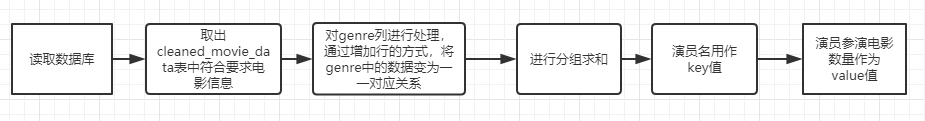 读取数据库
取出
cleaned_movie_da
ta表中符合要求电
影信息
对genre列进行处理，
通过增加行的方式，将
genre中的数据变为一
一对应关系
进行分组求和
演员名用作
key值
演员参演电影
数量作为
value值